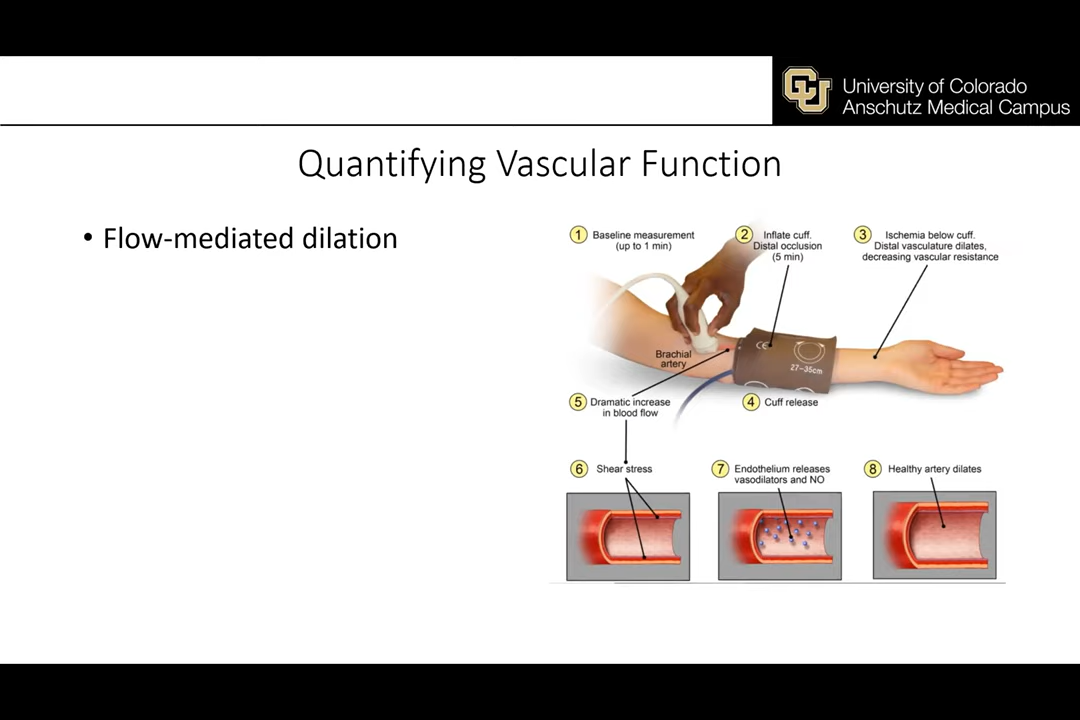 University of Colorado
Anschutz Medical Campus
Quantifying Vascular Function
• Flow-mediated dilation
1 Baseline measurement
(up to 1 min)
2 Inflate cuff.
Distal occlusion
(5 min)
3 Ischemia below cuff.
Distal vasculature dilates,
decreasing vascular resistance
CE
27-35cm
Brachial
artery
5 Dramatic increase
in blood flow
4 Cuff release
6 Shear stress
7 Endothelium releases
vasodilators and NO
8 Healthy artery dilates